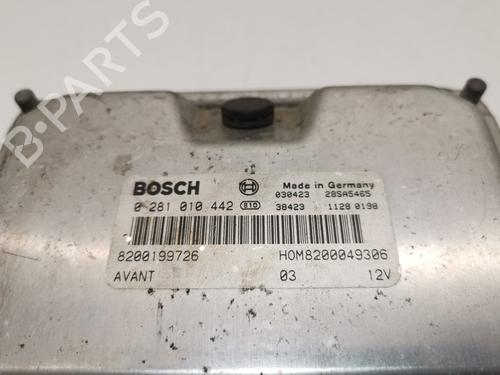 B-PARTS
BOSCH
Made in Germany
030423 28SA5465
0 281 010 442 810 38423 1128 0198
8200199726 HOM8200049306
AVANT 03 12V